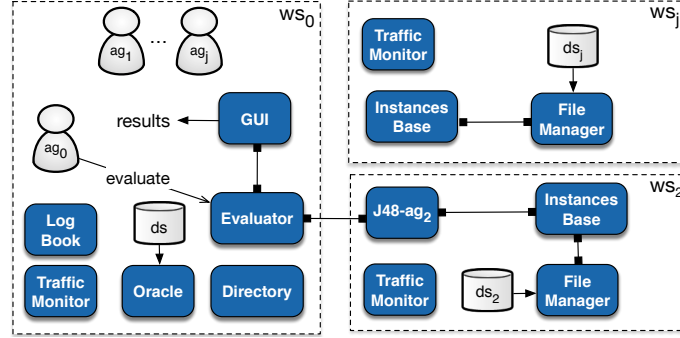 ws0
ag1
...
agj
results
GUI
ag0
evaluate
Evaluator
Log
Book
ds
Traffic
Monitor
Oracle
Directory
wsj
Traffic
Monitor
dsj
Instances
Base
File
Manager
ws2
J48-ag2
Instances
Base
Traffic
Monitor
ds2
File
Manager